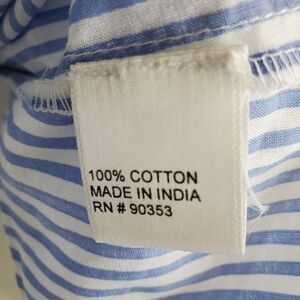 100% COTTON
MADE IN INDIA
RN # 90353